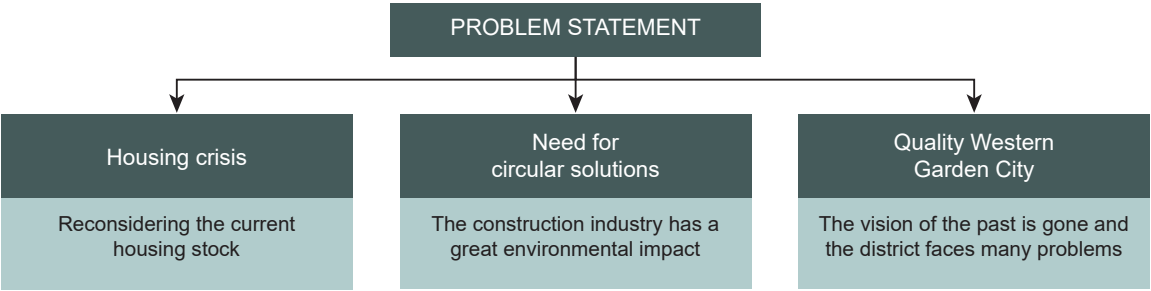 PROBLEM STATEMENT
Housing crisis
Reconsidering the current
housing stock
Need for
circular solutions
The construction industry has a
great environmental impact
Quality Western
Garden City
The vision of the past is gone and
the district faces many problems